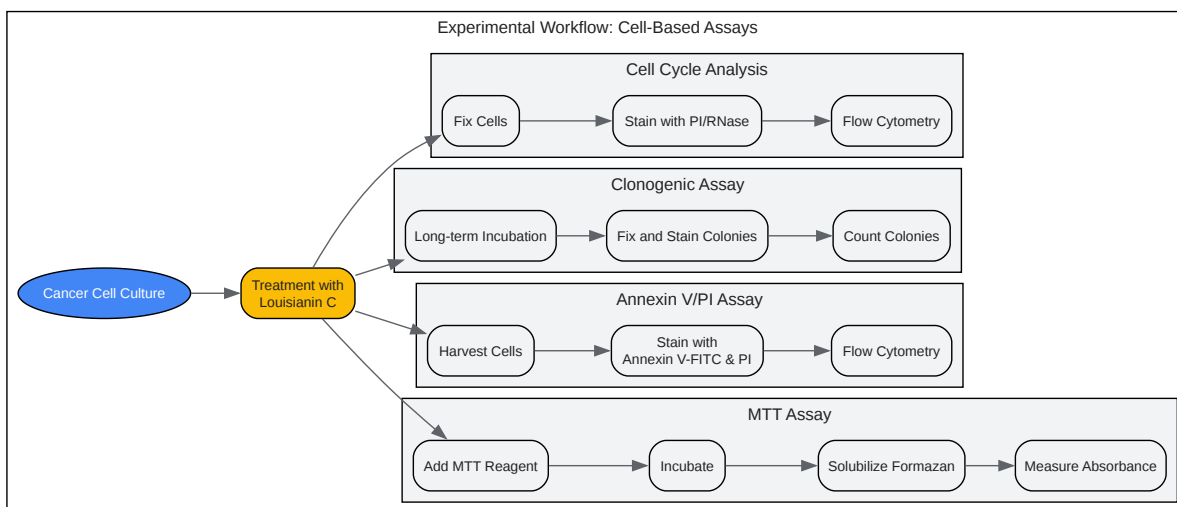 Experimental Workflow: Cell-Based Assays
Cell Cycle Analysis
Fix Cells
Stain with PI/RNase
Flow Cytometry
Clonogenic Assay
Long-term Incubation
Fix and Stain Colonies
Count Colonies
Cancer Cell Culture
Treatment with
Louisianin C
Annexin V/PI Assay
Harvest Cells
Stain with
Annexin V-FITC & PI
Flow Cytometry
MTT Assay
Add MTT Reagent
Incubate
Solubilize Formazan
Measure Absorbance